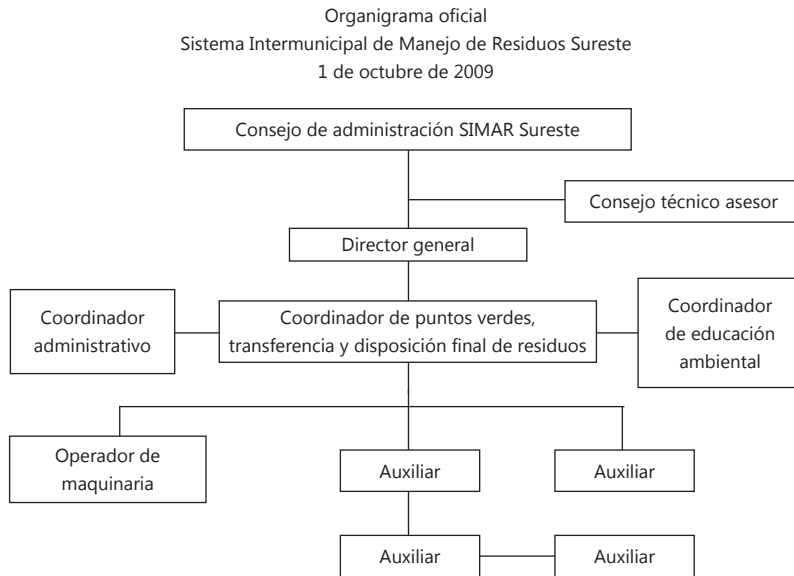 Organigrama oficial
Sistema Intermunicipal de Manejo de Residuos Sureste
1 de octubre de 2009
Consejo de administración SIMAR Sureste
Consejo técnico asesor
Director general
Coordinador
administrativo
Coordinador de puntos verdes,
transferencia y disposición final de residuos
Coordinador
de educación
ambiental
Operador de
maquinaria
Auxiliar
Auxiliar
Auxiliar
Auxiliar